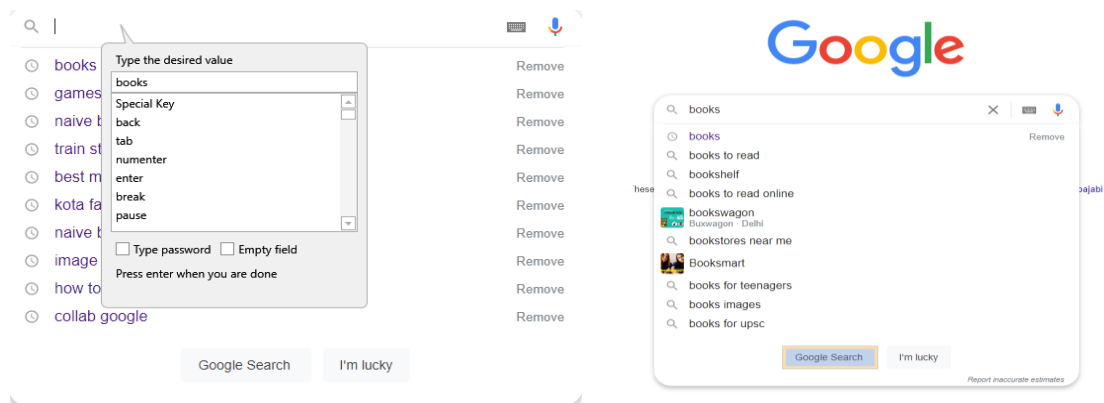 books
Remove
Type the desired value
books
Special Key
back
tab
numenter
enter
break
pause
Type password
Empty field
Press enter when you are done
games
Remove
naive b
Remove
train st
Remove
best m
Remove
kota fa
Remove
naive b
Remove
image
Remove
how to
Remove
collab google
Remove
Google Search
I'm lucky
Google
books
books
Remove
books to read
bookshelf
books to read online
bookswagon
Buxwagon · Delhi
bookstores near me
Booksmart
books for teenagers
books images
books for upsc
Google Search
I'm lucky
Report inaccurate estimates
hese
pajabi